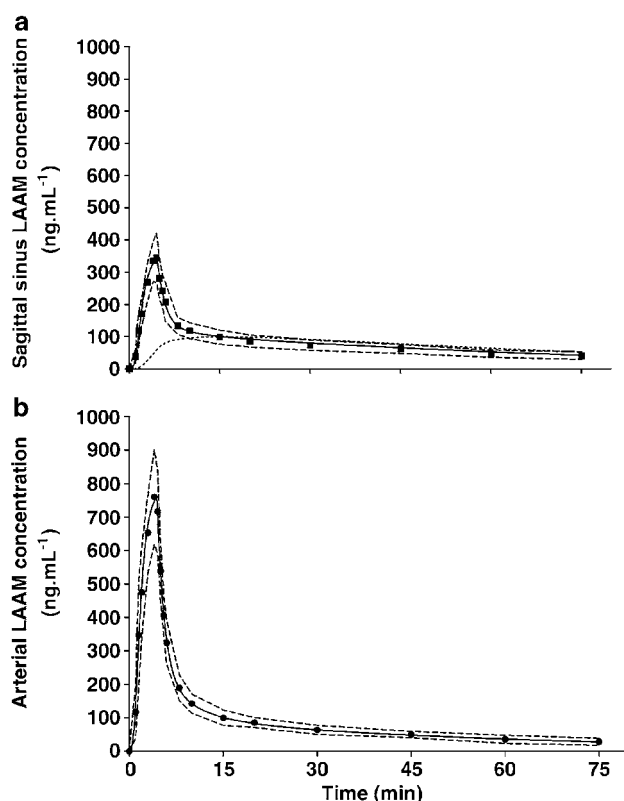 a
Sagittal sinus LAAM concentration
(ng.mL-1)
1000
900
800
700
600
500
400
300
200
100
0
b
Arterial LAAM concentration
(ng.mL-1)
1000
900
800
700
600
500
400
300
200
100
0
0 15 30 45 60 75
Time (min)